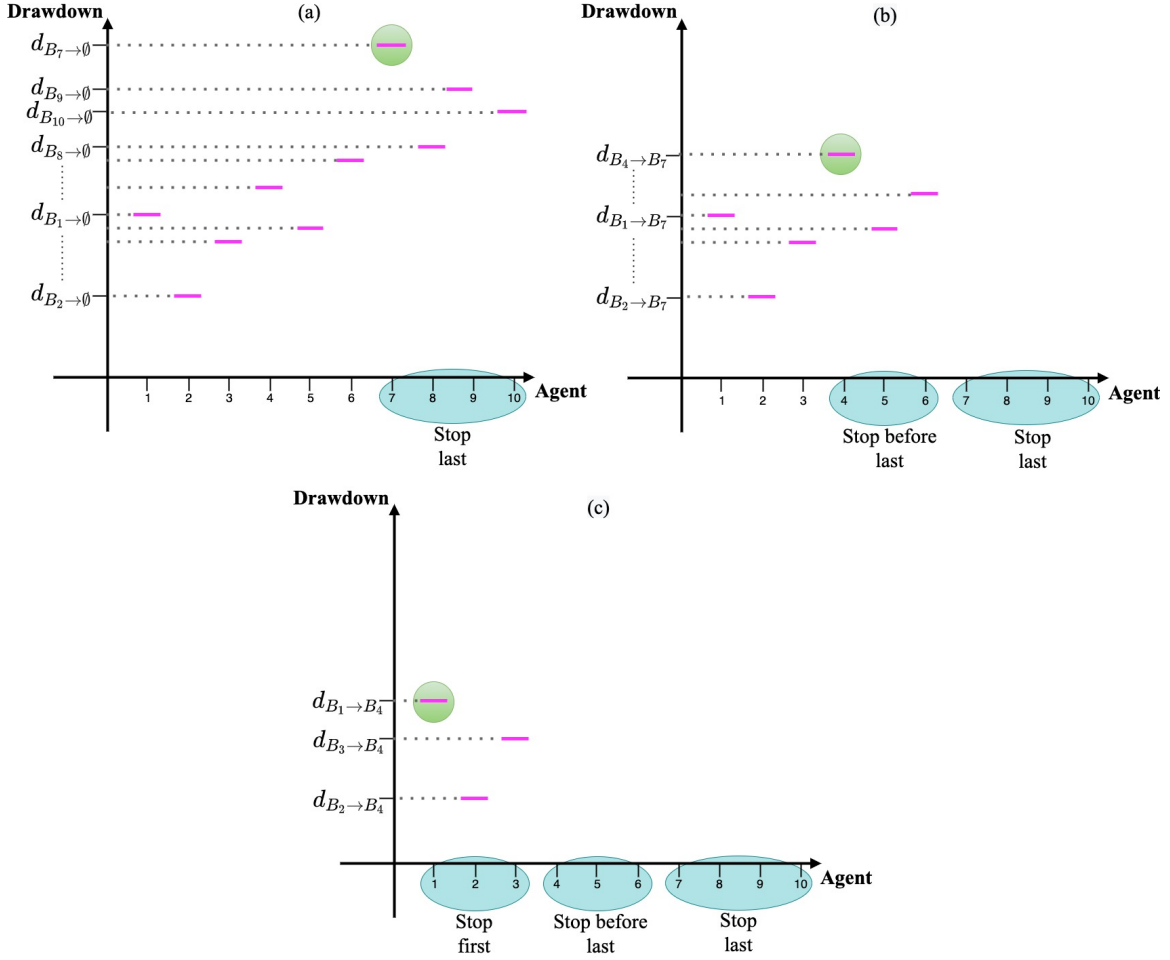 Drawdown
(a)
d_{B_7→∅}
d_{B_9→∅}
d_{B_{10}→∅}
d_{B_8→∅}
d_{B_1→∅}
d_{B_2→∅}
1 2 3 4 5 6 7 8 9 10
Agent
Stop
last
Drawdown
(b)
d_{B_4→B_7}
d_{B_1→B_7}
d_{B_2→B_7}
1 2 3 4 5 6 7 8 9 10
Agent
Stop before
last
Stop
last
Drawdown
(c)
d_{B_1→B_4}
d_{B_3→B_4}
d_{B_2→B_4}
1 2 3 4 5 6 7 8 9 10
Agent
Stop
first
Stop before
last
Stop
last